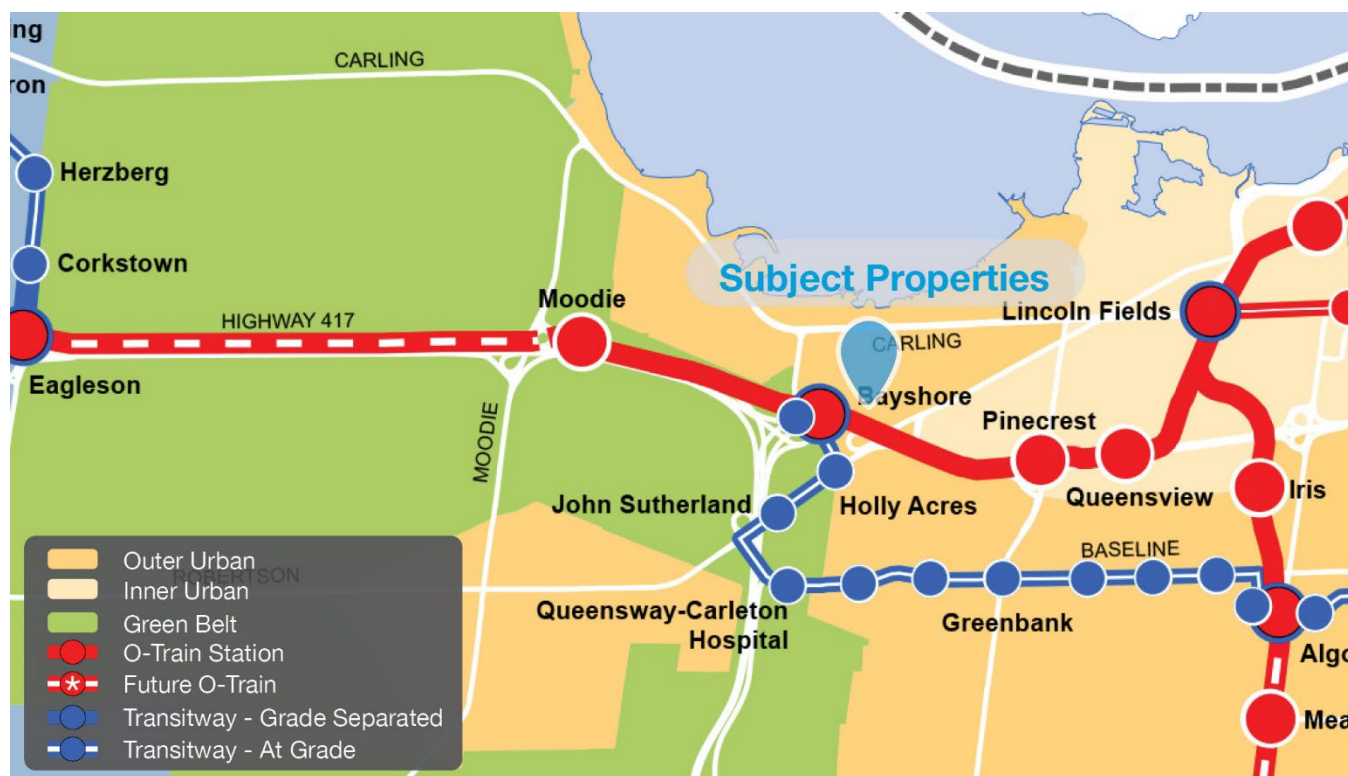 ing
ron
CARLING
Herzberg
Corkstown
Subject Properties
Moodie
Lincoln Fields
HIGHWAY 417
CARLING
Eagleson
Bayshore
Pinecrest
MOODIE
John Sutherland
Holly Acres
Queensview
Iris
BASELINE
ROBERTSON
Queensway-Carleton
Hospital
Greenbank
Algo
Mea
Outer Urban
Inner Urban
Green Belt
O-Train Station
Future O-Train
Transitway - Grade Separated
Transitway - At Grade